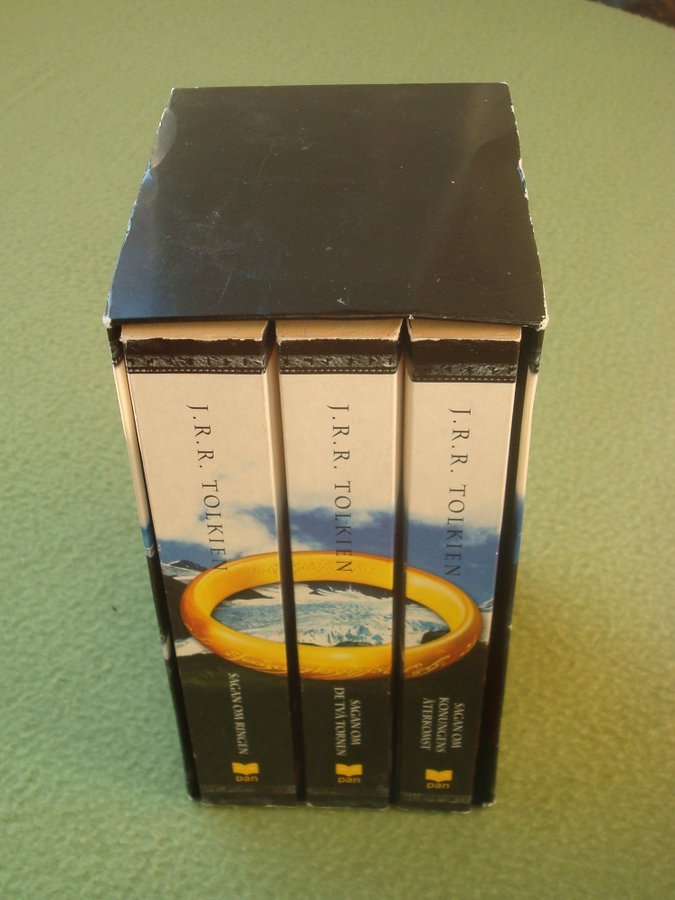 J.R.R. TOLKIEN
SAGAN OM RINGEN
pan
J.R.R. TOLKIEN
SAGAN OM
DE TVÅ TORNEN
pan
J.R.R. TOLKIEN
SAGAN OM
KONUNGENS
ÅTERKOMST
pan